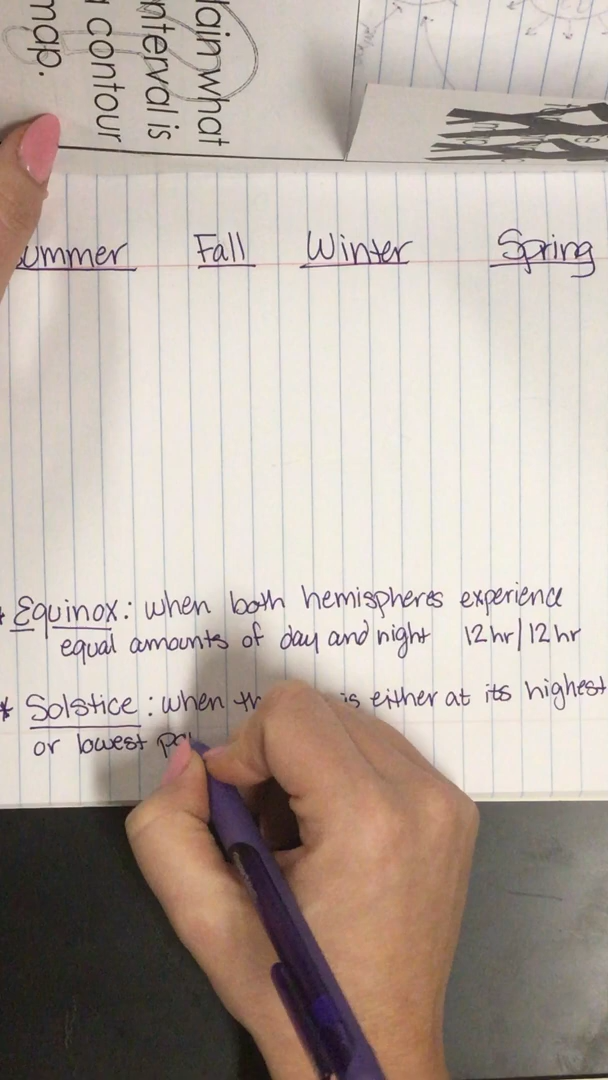 lain what
nterval is
contour
map.
ummer Fall Winter Spring
* Equinox: when both hemispheres experience
equal amounts of day and night 12hr/12hr
* Solstice: when is either at its highest
or lowest